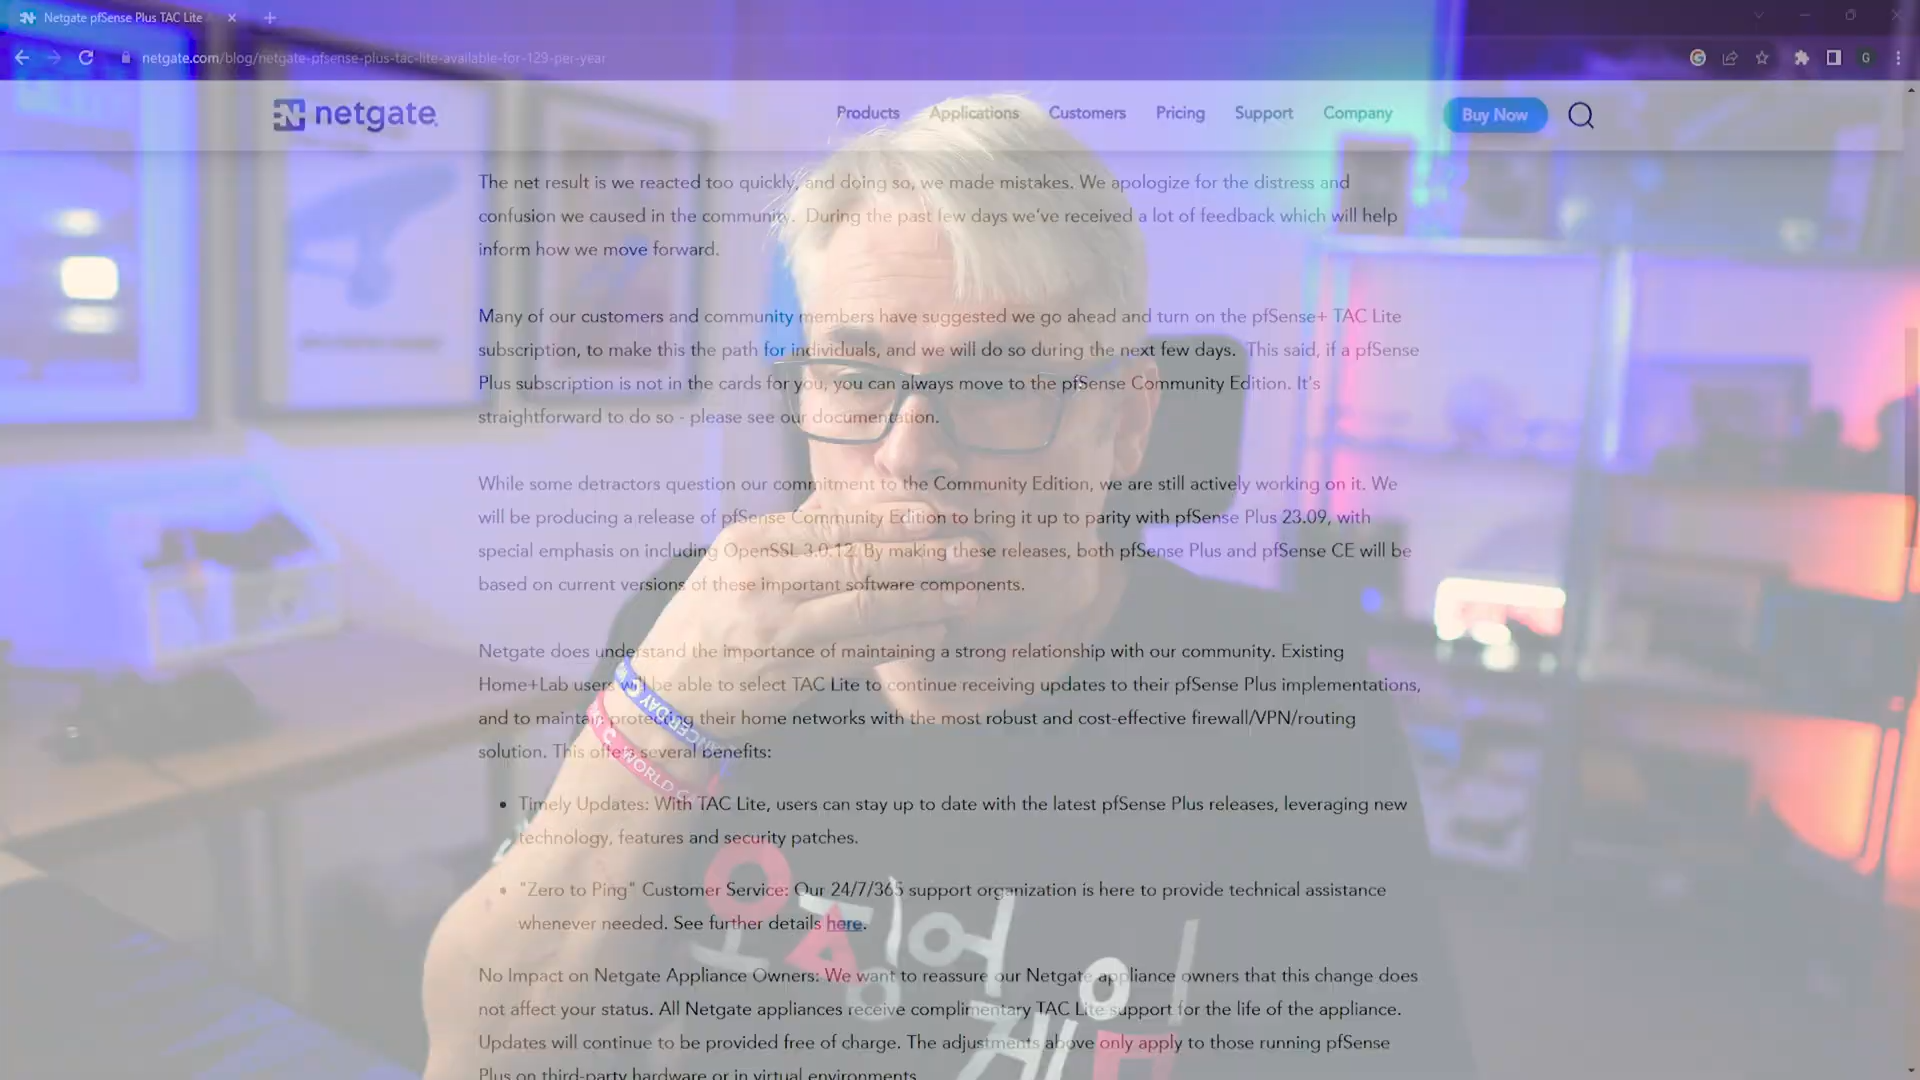 Netgate pfSense Plus TAC Lite
netgate.com/blog/netgate-pfsense-plus-tac-lite-available-for-129-per-year
G
netgate
Products Applications Customers Pricing Support Company Buy Now
The net result is we reacted too quickly, and doing so, we made mistakes. We apologize for the distress and
confusion we caused in the community. During the past few days we've received a lot of feedback which will help
inform how we move forward.
Many of our customers and community members have suggested we go ahead and turn on the pfSense+ TAC Lite
subscription, to make this the path for individuals, and we will do so during the next few days. This said, if a pfSense
Plus subscription is not in the cards for you, you can always move to the pfSense Community Edition. It's
straightforward to do so - please see our documentation.
While some detractors question our commitment to the Community Edition, we are still actively working on it. We
will be producing a release of pfSense Community Edition to bring it up to parity with pfSense Plus 23.09, with
special emphasis on including OpenSSL 3.0.12. By making these releases, both pfSense Plus and pfSense CE will be
based on current versions of these important software components.
Netgate does understand the importance of maintaining a strong relationship with our community. Existing
Home+Lab users will be able to select TAC Lite to continue receiving updates to their pfSense Plus implementations,
and to maintain protecting their home networks with the most robust and cost-effective firewall/VPN/routing
solution. This offers several benefits:
CANCER DAY
WORLD
• Timely Updates: With TAC Lite, users can stay up to date with the latest pfSense Plus releases, leveraging new
technology, features and security patches.
• "Zero to Ping" Customer Service: Our 24/7/365 support organization is here to provide technical assistance
whenever needed. See further details here.
No Impact on Netgate Appliance Owners: We want to reassure our Netgate appliance owners that this change does
not affect your status. All Netgate appliances receive complimentary TAC Lite support for the life of the appliance.
Updates will continue to be provided free of charge. The adjustments above only apply to those running pfSense
Plus on third-party hardware or in virtual environments.